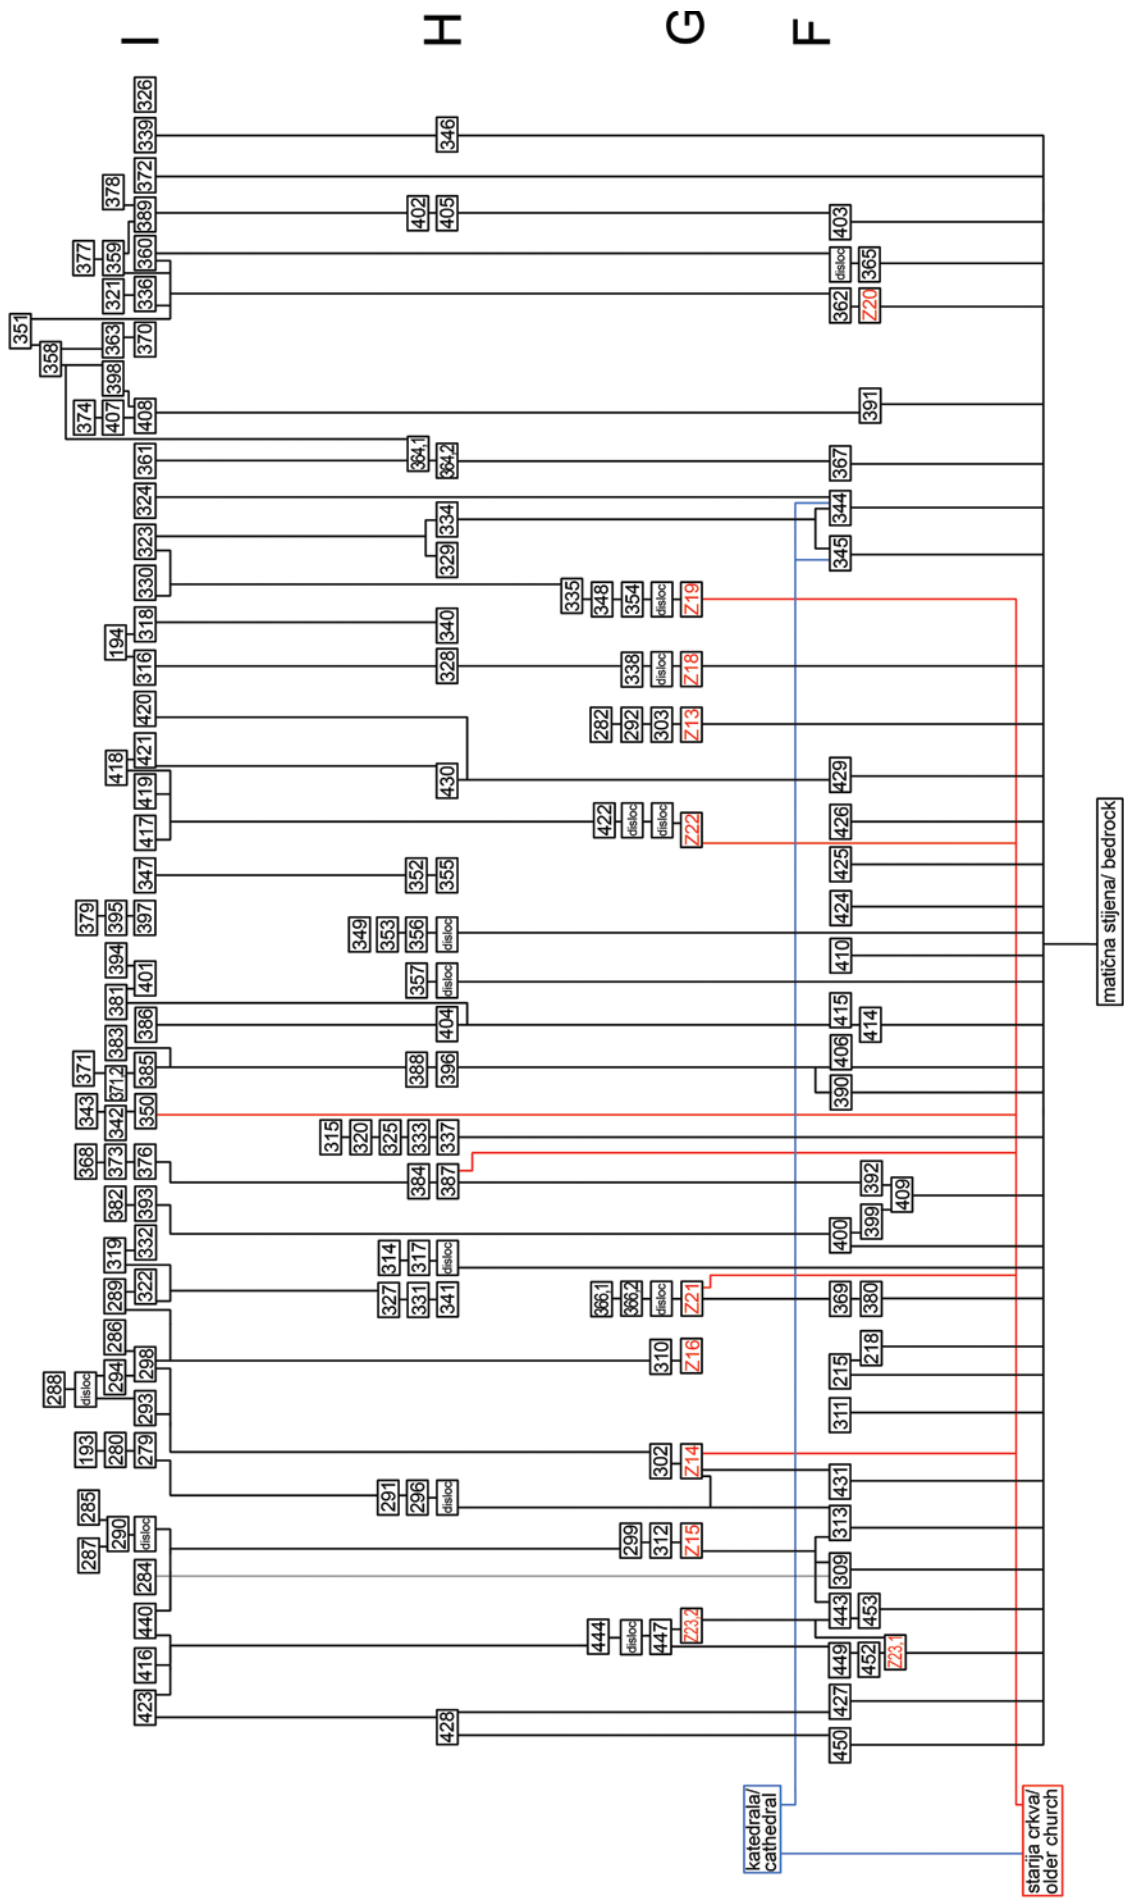 351
288 358
287 285 193 disloc 368 343 371 379 374 377
290 280 294 286 289 319 382 373 342 371,2 383 381 394 395 418 194 407 398 363 321 359 378
423 416 440 284 disloc 279 293 298 322 332 393 376 350 385 386 401 397 347 417 419 421 420 316 318 330 323 324 361 408 370 336 360 389 372 339 326 I
315
320 349
291 327 314 325 353
296 331 317 384 333 388 357 356 352 364,1 402
428 disloc 341 disloc 387 337 396 404 disloc disloc 355 430 328 340 329 334 364,2 405 346 H
335
444 366,1 422 282 348
disloc 299 366,2 disloc 292 338 354
447 312 302 310 disloc disloc 303 disloc disloc
Z23,2 Z15 Z14 Z16 Z21 Z22 Z13 Z18 Z19 G
katedrala/
cathedral
450 427 449 443 309 313 431 311 215 369 400 390 406 415 410 424 425 426 429 345 344 367 362 disloc 403 F
452 453 218 380 399 392 414 391 Z20 365
Z23,1 409
starija crkva/
older church
matična stijena/ bedrock